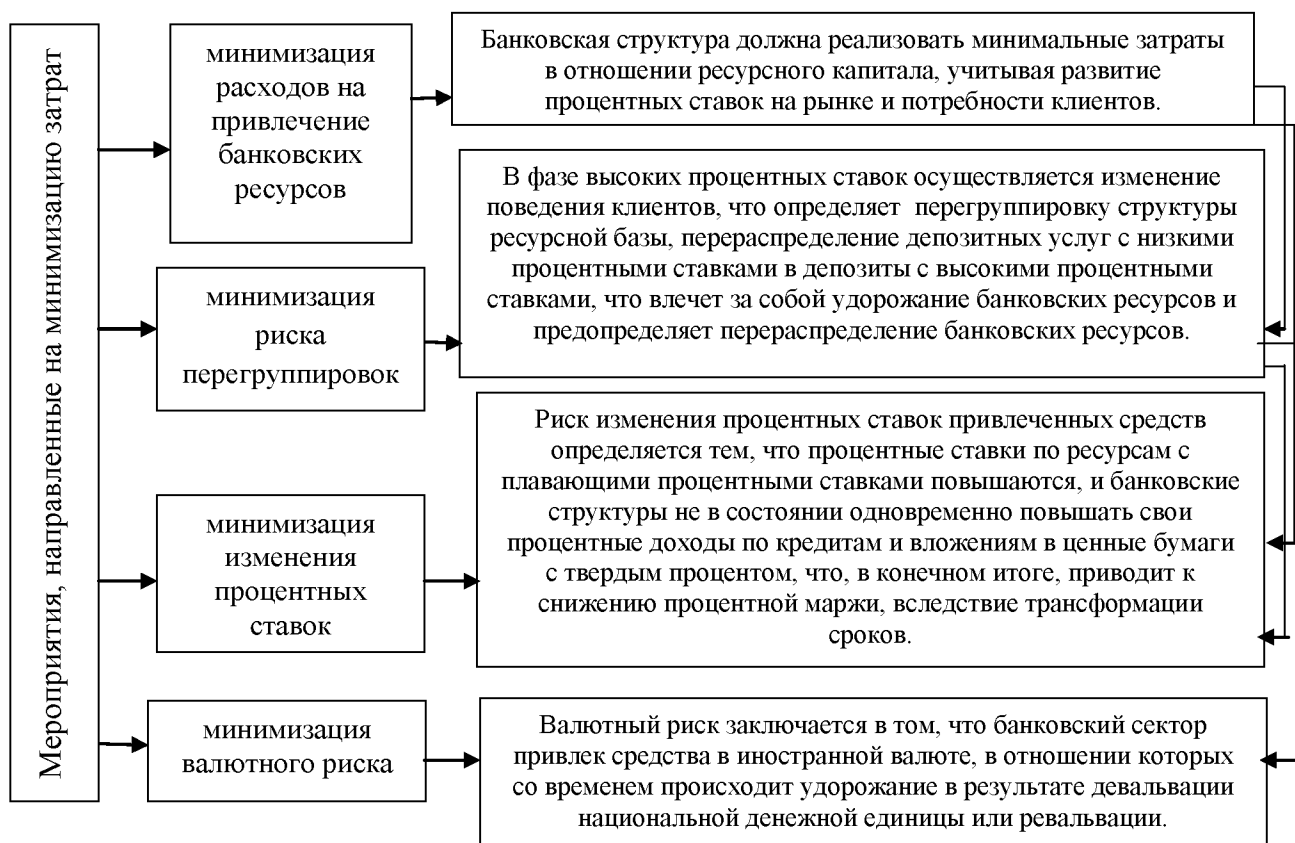 Мероприятия, направленные на минимизацию затрат
минимизация
расходов на
привлечение
банковских
ресурсов
Банковская структура должна реализовать минимальные затраты
в отношении ресурсного капитала, учитывая развитие
процентных ставок на рынке и потребности клиентов.
минимизация
риска
перегруппировок
В фазе высоких процентных ставок осуществляется изменение
поведения клиентов, что определяет перегруппировку структуры
ресурсной базы, перераспределение депозитных услуг с низкими
процентными ставками в депозиты с высокими процентными
ставками, что влечет за собой удорожание банковских ресурсов и
предопределяет перераспределение банковских ресурсов.
минимизация
изменения
процентных
ставок
Риск изменения процентных ставок привлеченных средств
определяется тем, что процентные ставки по ресурсам с
плавающими процентными ставками повышаются, и банковские
структуры не в состоянии одновременно повышать свои
процентные доходы по кредитам и вложениям в ценные бумаги
с твердым процентом, что, в конечном итоге, приводит к
снижению процентной маржи, вследствие трансформации
сроков.
минимизация
валютного риска
Валютный риск заключается в том, что банковский сектор
привлек средства в иностранной валюте, в отношении которых
со временем происходит удорожание в результате девальвации
национальной денежной единицы или ревальвации.